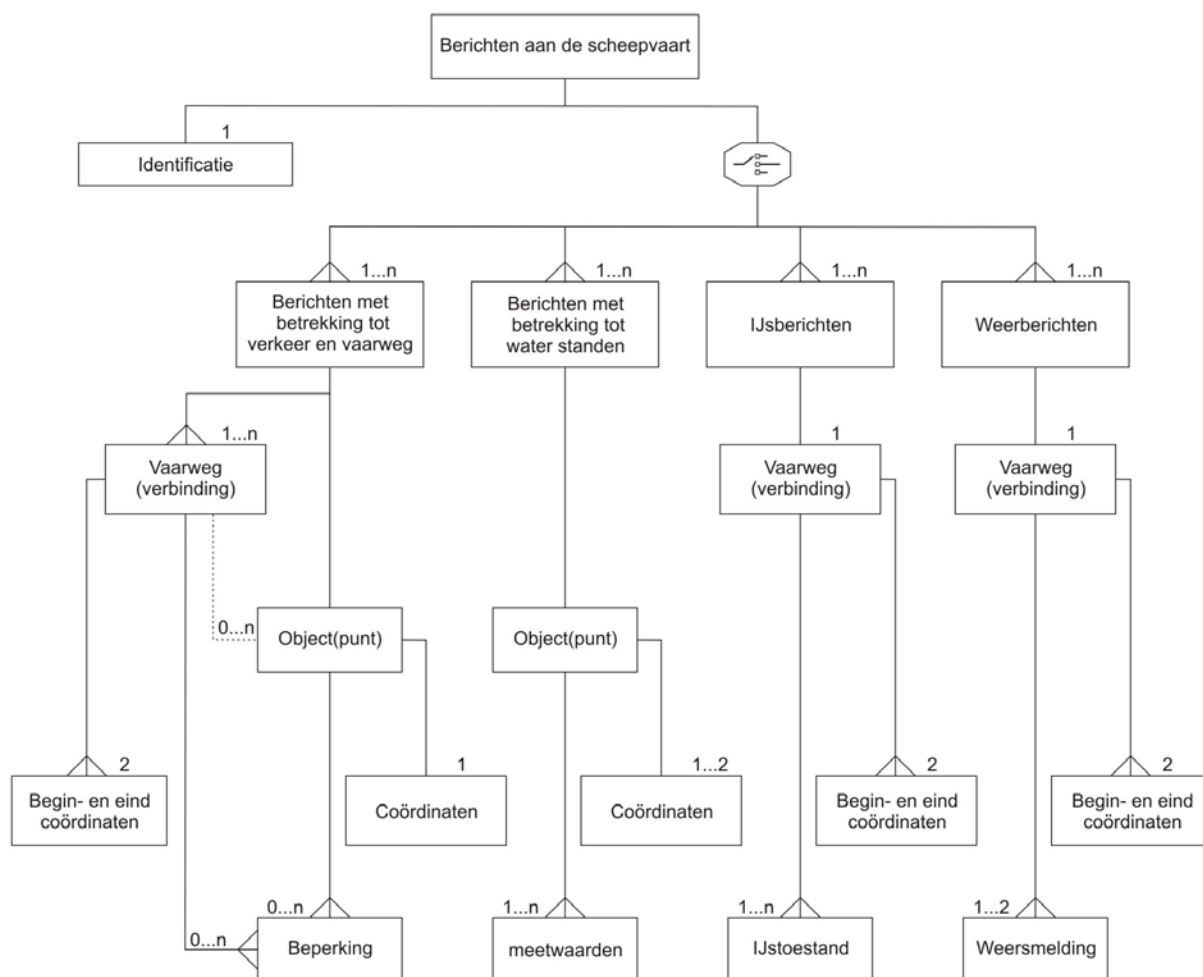 Berichten aan de scheepvaart
1
Identificatie
1...n
1...n
1...n
1...n
Berichten met
betrekking tot
verkeer en vaarweg
Berichten met
betrekking tot
water standen
IJsberichten
Weerberichten
1...n
1
1
Vaarweg
(verbinding)
Vaarweg
(verbinding)
Vaarweg
(verbinding)
0...n
Object(punt)
Object(punt)
2
1
1...2
2
2
Begin- en eind
coördinaten
Coördinaten
Coördinaten
Begin- en eind
coördinaten
Begin- en eind
coördinaten
0...n
0...n
1...n
1...n
1...2
Beperking
meetwaarden
IJstoestand
Weersmelding